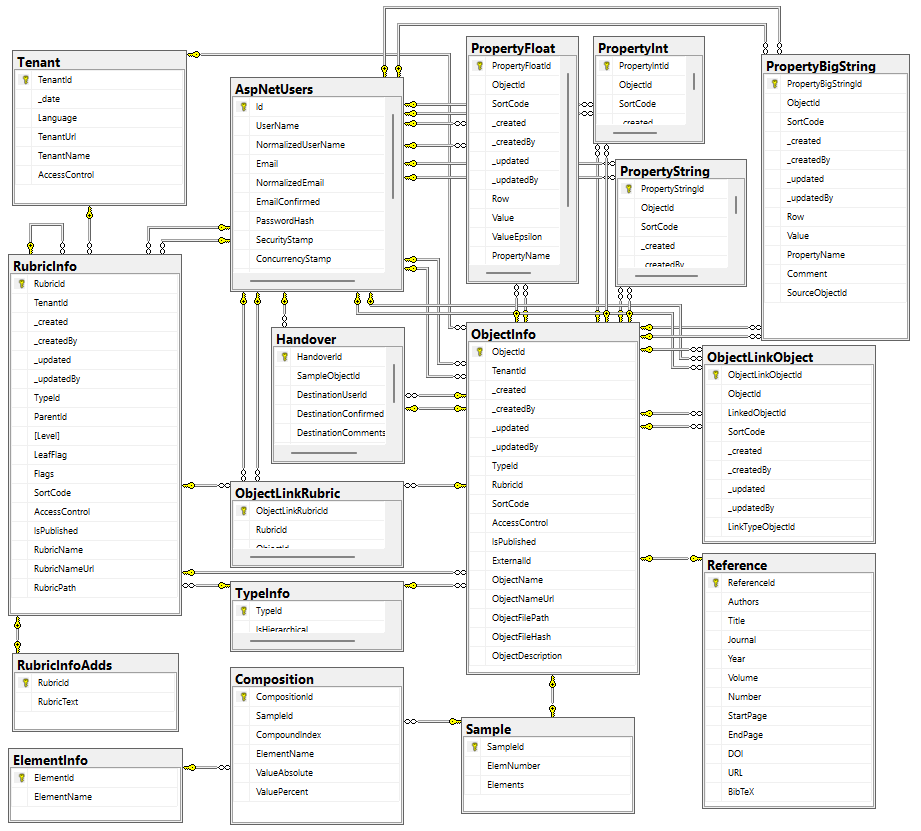 Tenant
TenantId
_date
Language
TenantUrl
TenantName
AccessControl
AspNetUsers
Id
UserName
NormalizedUserName
Email
NormalizedEmail
EmailConfirmed
PasswordHash
SecurityStamp
ConcurrencyStamp
PropertyFloat
PropertyFloatId
ObjectId
SortCode
_created
_createdBy
_updated
_updatedBy
Row
Value
ValueEpsilon
PropertyName
PropertyInt
PropertyIntId
ObjectId
SortCode
_created
PropertyString
PropertyStringId
ObjectId
SortCode
_created
_createdBy
PropertyBigString
PropertyBigStringId
ObjectId
SortCode
_created
_createdBy
_updated
_updatedBy
Row
Value
PropertyName
Comment
SourceObjectId
RubricInfo
RubricId
TenantId
_created
_createdBy
_updated
_updatedBy
TypeId
ParentId
[Level]
LeafFlag
Flags
SortCode
AccessControl
IsPublished
RubricName
RubricNameUrl
RubricPath
Handover
HandoverId
SampleObjectId
DestinationUserId
DestinationConfirmed
DestinationComments
ObjectInfo
ObjectId
TenantId
_created
_createdBy
_updated
_updatedBy
TypeId
RubricId
SortCode
AccessControl
IsPublished
ExternalId
ObjectName
ObjectNameUrl
ObjectFilePath
ObjectFileHash
ObjectDescription
ObjectLinkObject
ObjectLinkObjectId
ObjectId
LinkedObjectId
SortCode
_created
_createdBy
_updated
_updatedBy
LinkTypeObjectId
ObjectLinkRubric
ObjectLinkRubricId
RubricId
ObjectId
TypeInfo
TypeId
IsHierarchical
Reference
ReferenceId
Authors
Title
Journal
Year
Volume
Number
StartPage
EndPage
DOI
URL
BibTeX
RubricInfoAdds
RubricId
RubricText
Composition
CompositionId
SampleId
CompoundIndex
ElementName
ValueAbsolute
ValuePercent
Sample
SampleId
ElemNumber
Elements
ElementInfo
ElementId
ElementName